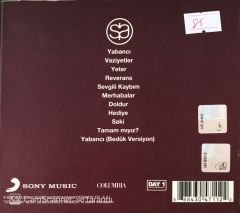 85
Yabancı
Vaziyetler
Yeter
Reverans
Sevgili Kaybım
Merhabalar
Doldur
Hediye
Saki
Tamam mıyız?
Yabancı (Bedük Versiyon)
SONY MUSIC
COLUMBIA
DAY 1